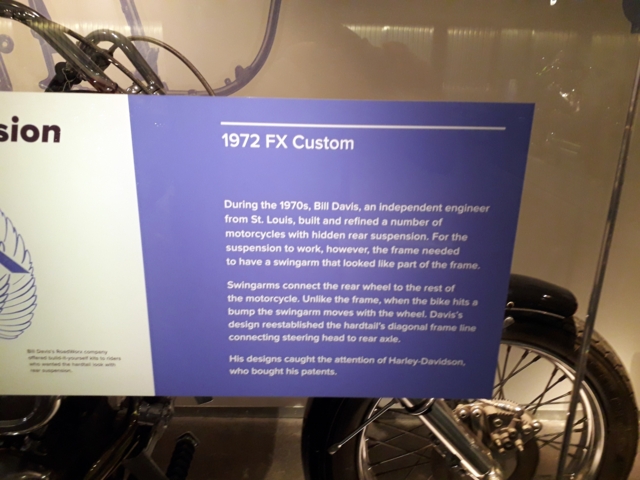 sion
1972 FX Custom
During the 1970s, Bill Davis, an independent engineer
from St. Louis, built and refined a number of
motorcycles with hidden rear suspension. For the
suspension to work, however, the frame needed
to have a swingarm that looked like part of the frame.
Swingarms connect the rear wheel to the rest of
the motorcycle. Unlike the frame, when the bike hits a
bump the swingarm moves with the wheel. Davis's
design reestablished the hardtail's diagonal frame line
connecting steering head to rear axle.
His designs caught the attention of Harley-Davidson,
who bought his patents.
Bill Davis's RoadWorx company
offered build-it-yourself kits to riders
who wanted the hardtail look with
rear suspension.